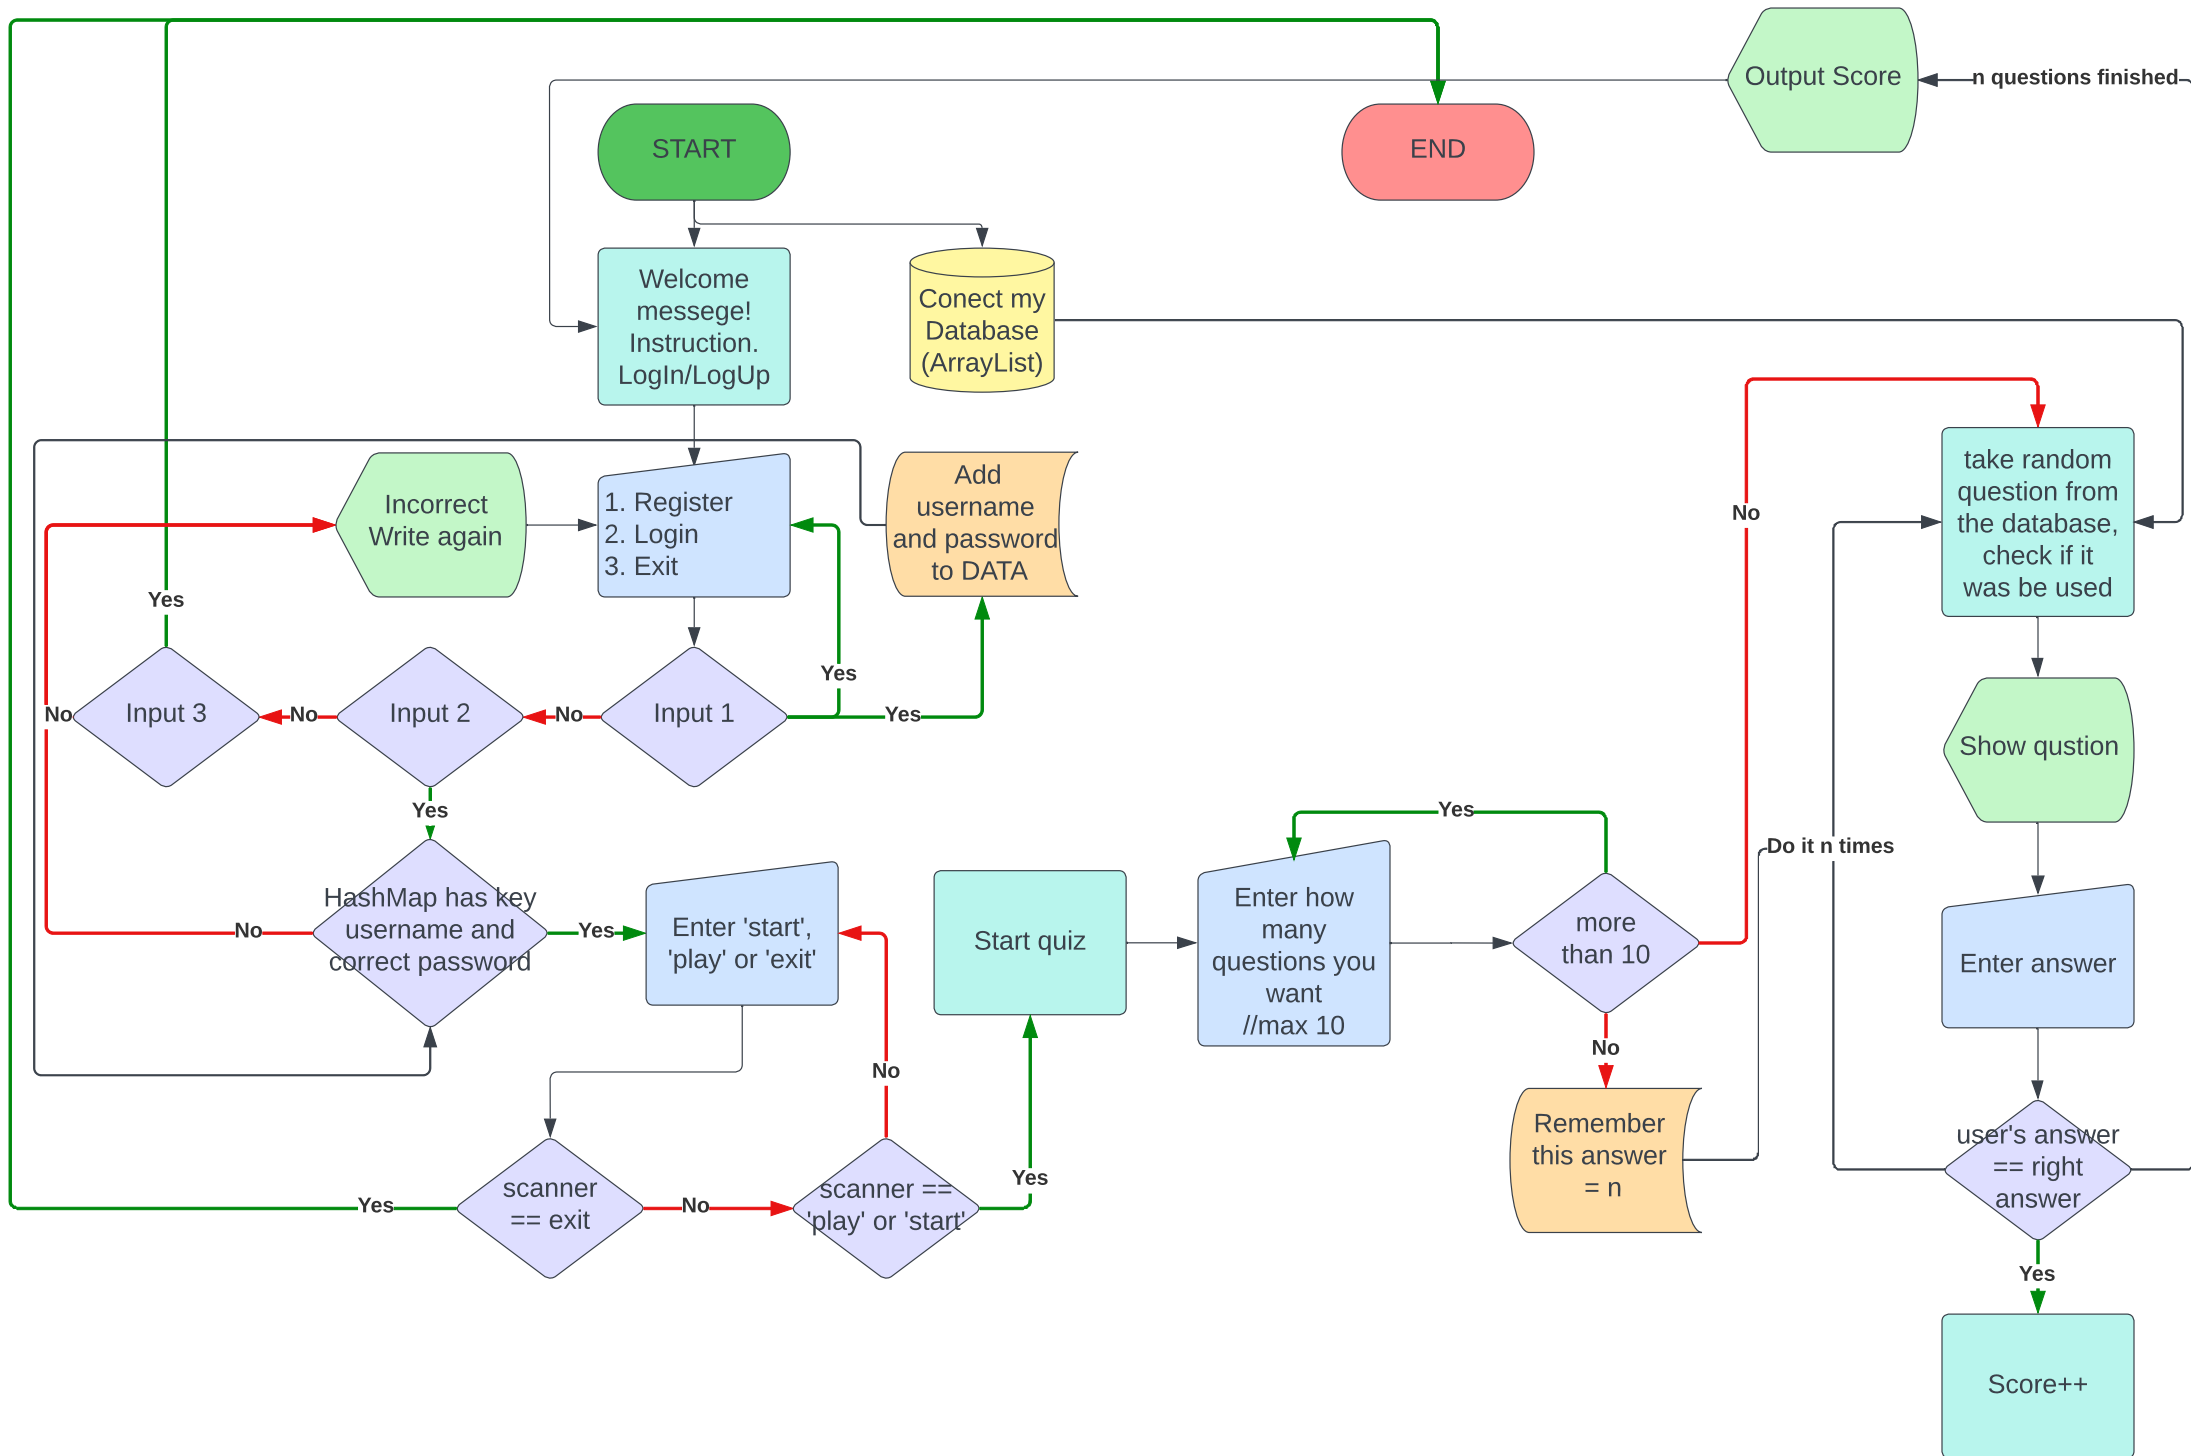 Output Score
n questions finished
START
END
Welcome
messege!
Instruction.
LogIn/LogUp
Conect my
Database
(ArrayList)
Incorrect
Write again
1. Register
2. Login
3. Exit
Add
username
and password
to DATA
No
take random
question from
the database,
check if it
was be used
Yes
Yes
No
Input 3
No
Input 2
No
Input 1
Yes
Show qustion
Yes
Yes
Do it n times
HashMap has key
username and
correct password
No
Yes
Enter 'start',
'play' or 'exit'
Start quiz
Enter how
many
questions you
want
//max 10
more
than 10
Enter answer
No
No
Remember
this answer
= n
user's answer
== right
answer
Yes
scanner
== exit
No
scanner ==
'play' or 'start'
Yes
Yes
Score++